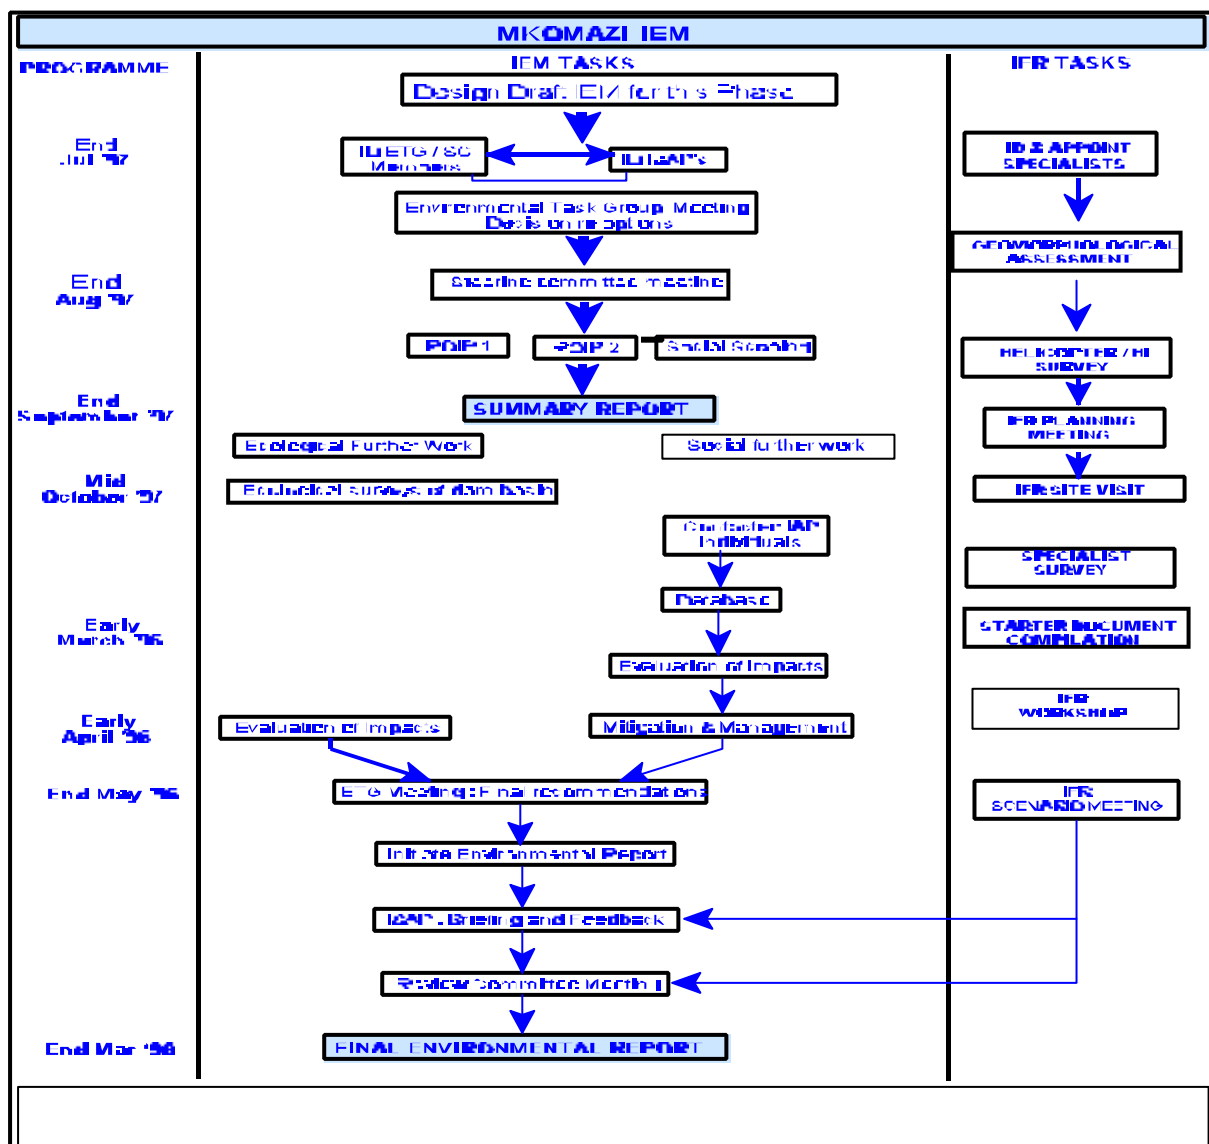 MKOMAZI IEM
PROGRAMME
IEM TASKS
IFR TASKS
Design Draft IEM for this Phase
End
Jul '97
ID ETG / SC
Members
ID I&AP's
ID & APPOINT
SPECIALISTS
Environmental Task Group Meeting
Decision re options
GEOMORPHOLOGICAL
ASSESSMENT
End
Aug '97
Steering committee meeting
POIP 1
POIP 2
Social Scoping
HELICOPTER / HI
SURVEY
End
September '97
SUMMARY REPORT
IFR PLANNING
MEETING
Ecological Further Work
Social further work
Mid
October '97
Ecological surveys of dam basin
IFR SITE VISIT
IAP
Individuals
SPECIALIST
SURVEY
Database
Early
March
STARTER DOCUMENT
COMPILATION
Evaluation of Impacts
IFR
WORKSHOP
Early
April
Evaluation of Impacts
Mitigation & Management
End May
ETG Meeting : Final recommendations
IFR
SCENARIO MEETING
Initiate Environmental Report
Briefing and Feedback
Review Committee Meeting
End Mar '98
FINAL ENVIRONMENTAL REPORT